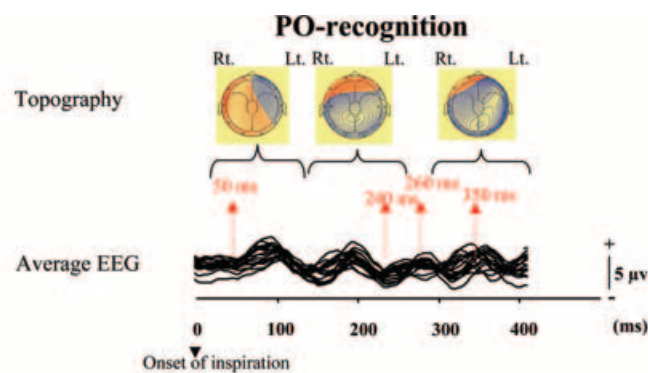 PO-recognition
Rt. Lt. Rt. Lt. Rt. Lt.
Topography
50 ms
240 ms
260 ms
350 ms
Average EEG
+
5 μv
-
0 100 200 300 400 (ms)
Onset of inspiration